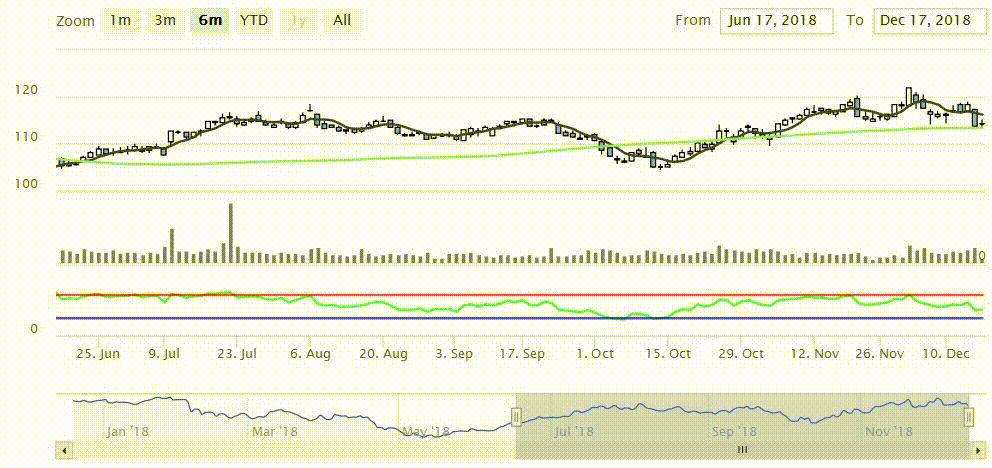 Zoom 1m 3m 6m YTD 1y All From Jun 17, 2018 To Dec 17, 2018
120
110
100
0
0
25. Jun 9. Jul 23. Jul 6. Aug 20. Aug 3. Sep 17. Sep 1. Oct 15. Oct 29. Oct 12. Nov 26. Nov 10. Dec
Jan '18 Mar '18 May '18 Jul '18 Sep '18 Nov '18